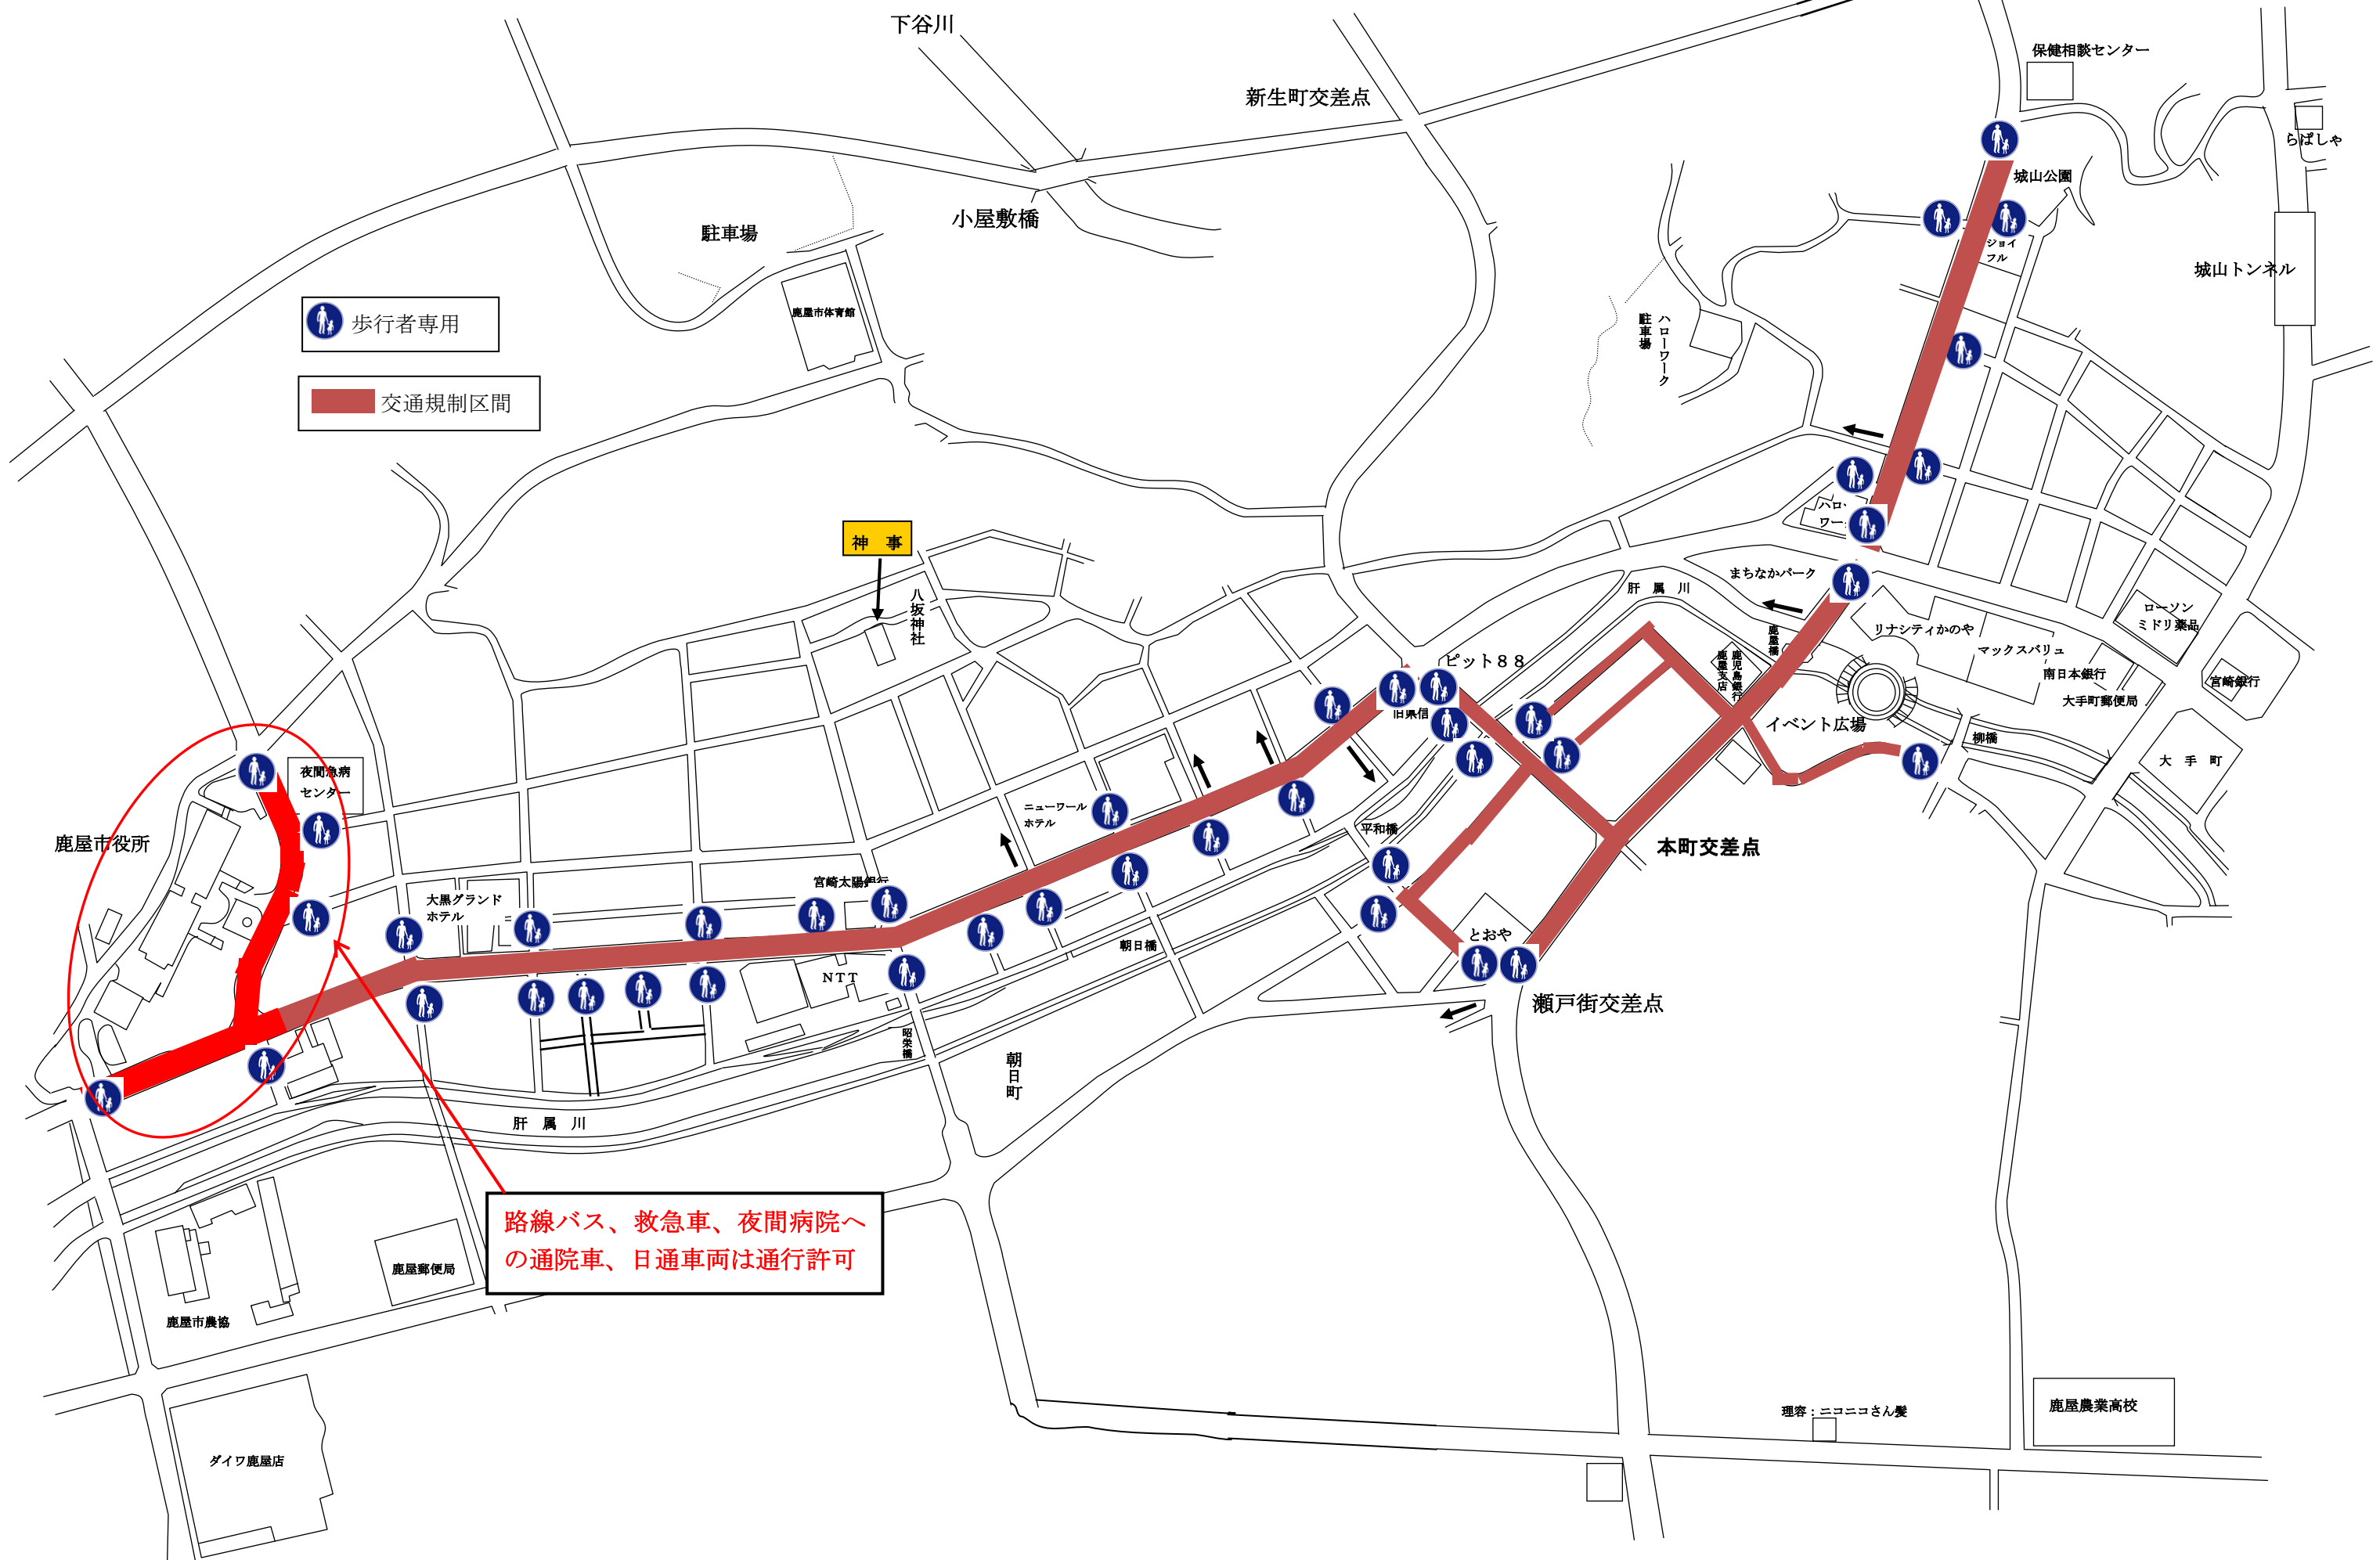 下谷川
新生町交差点
保健相談センター
らぱしゃ
城山公園
小屋敷橋
駐車場
ジョイ
フル
城山トンネル
鹿屋市体育館
歩行者専用
ハローワーク
駐車場
交通規制区間
ハロー
ワー
神　事
八坂神社
まちなかパーク
肝　属　川
ローソン
ミドリ薬品
リナシティかのや
鹿屋橋
マックスバリュ
鹿児島銀行
鹿屋支店
ピット８８
南日本銀行
宮崎銀行
大手町郵便局
旧県信
イベント広場
柳橋
大　手　町
夜間急病
センター
ニューワール
ホテル
平和橋
鹿屋市役所
本町交差点
宮崎太陽銀行
大黒グランド
ホテル
とおや
朝日橋
ＮＴＴ
瀬戸街交差点
昭栄橋
朝日町
肝　属　川
路線バス、救急車、夜間病院へ
の通院車、日通車両は通行許可
鹿屋郵便局
鹿屋市農協
鹿屋農業高校
理容：ニコニコさん髪
ダイワ鹿屋店